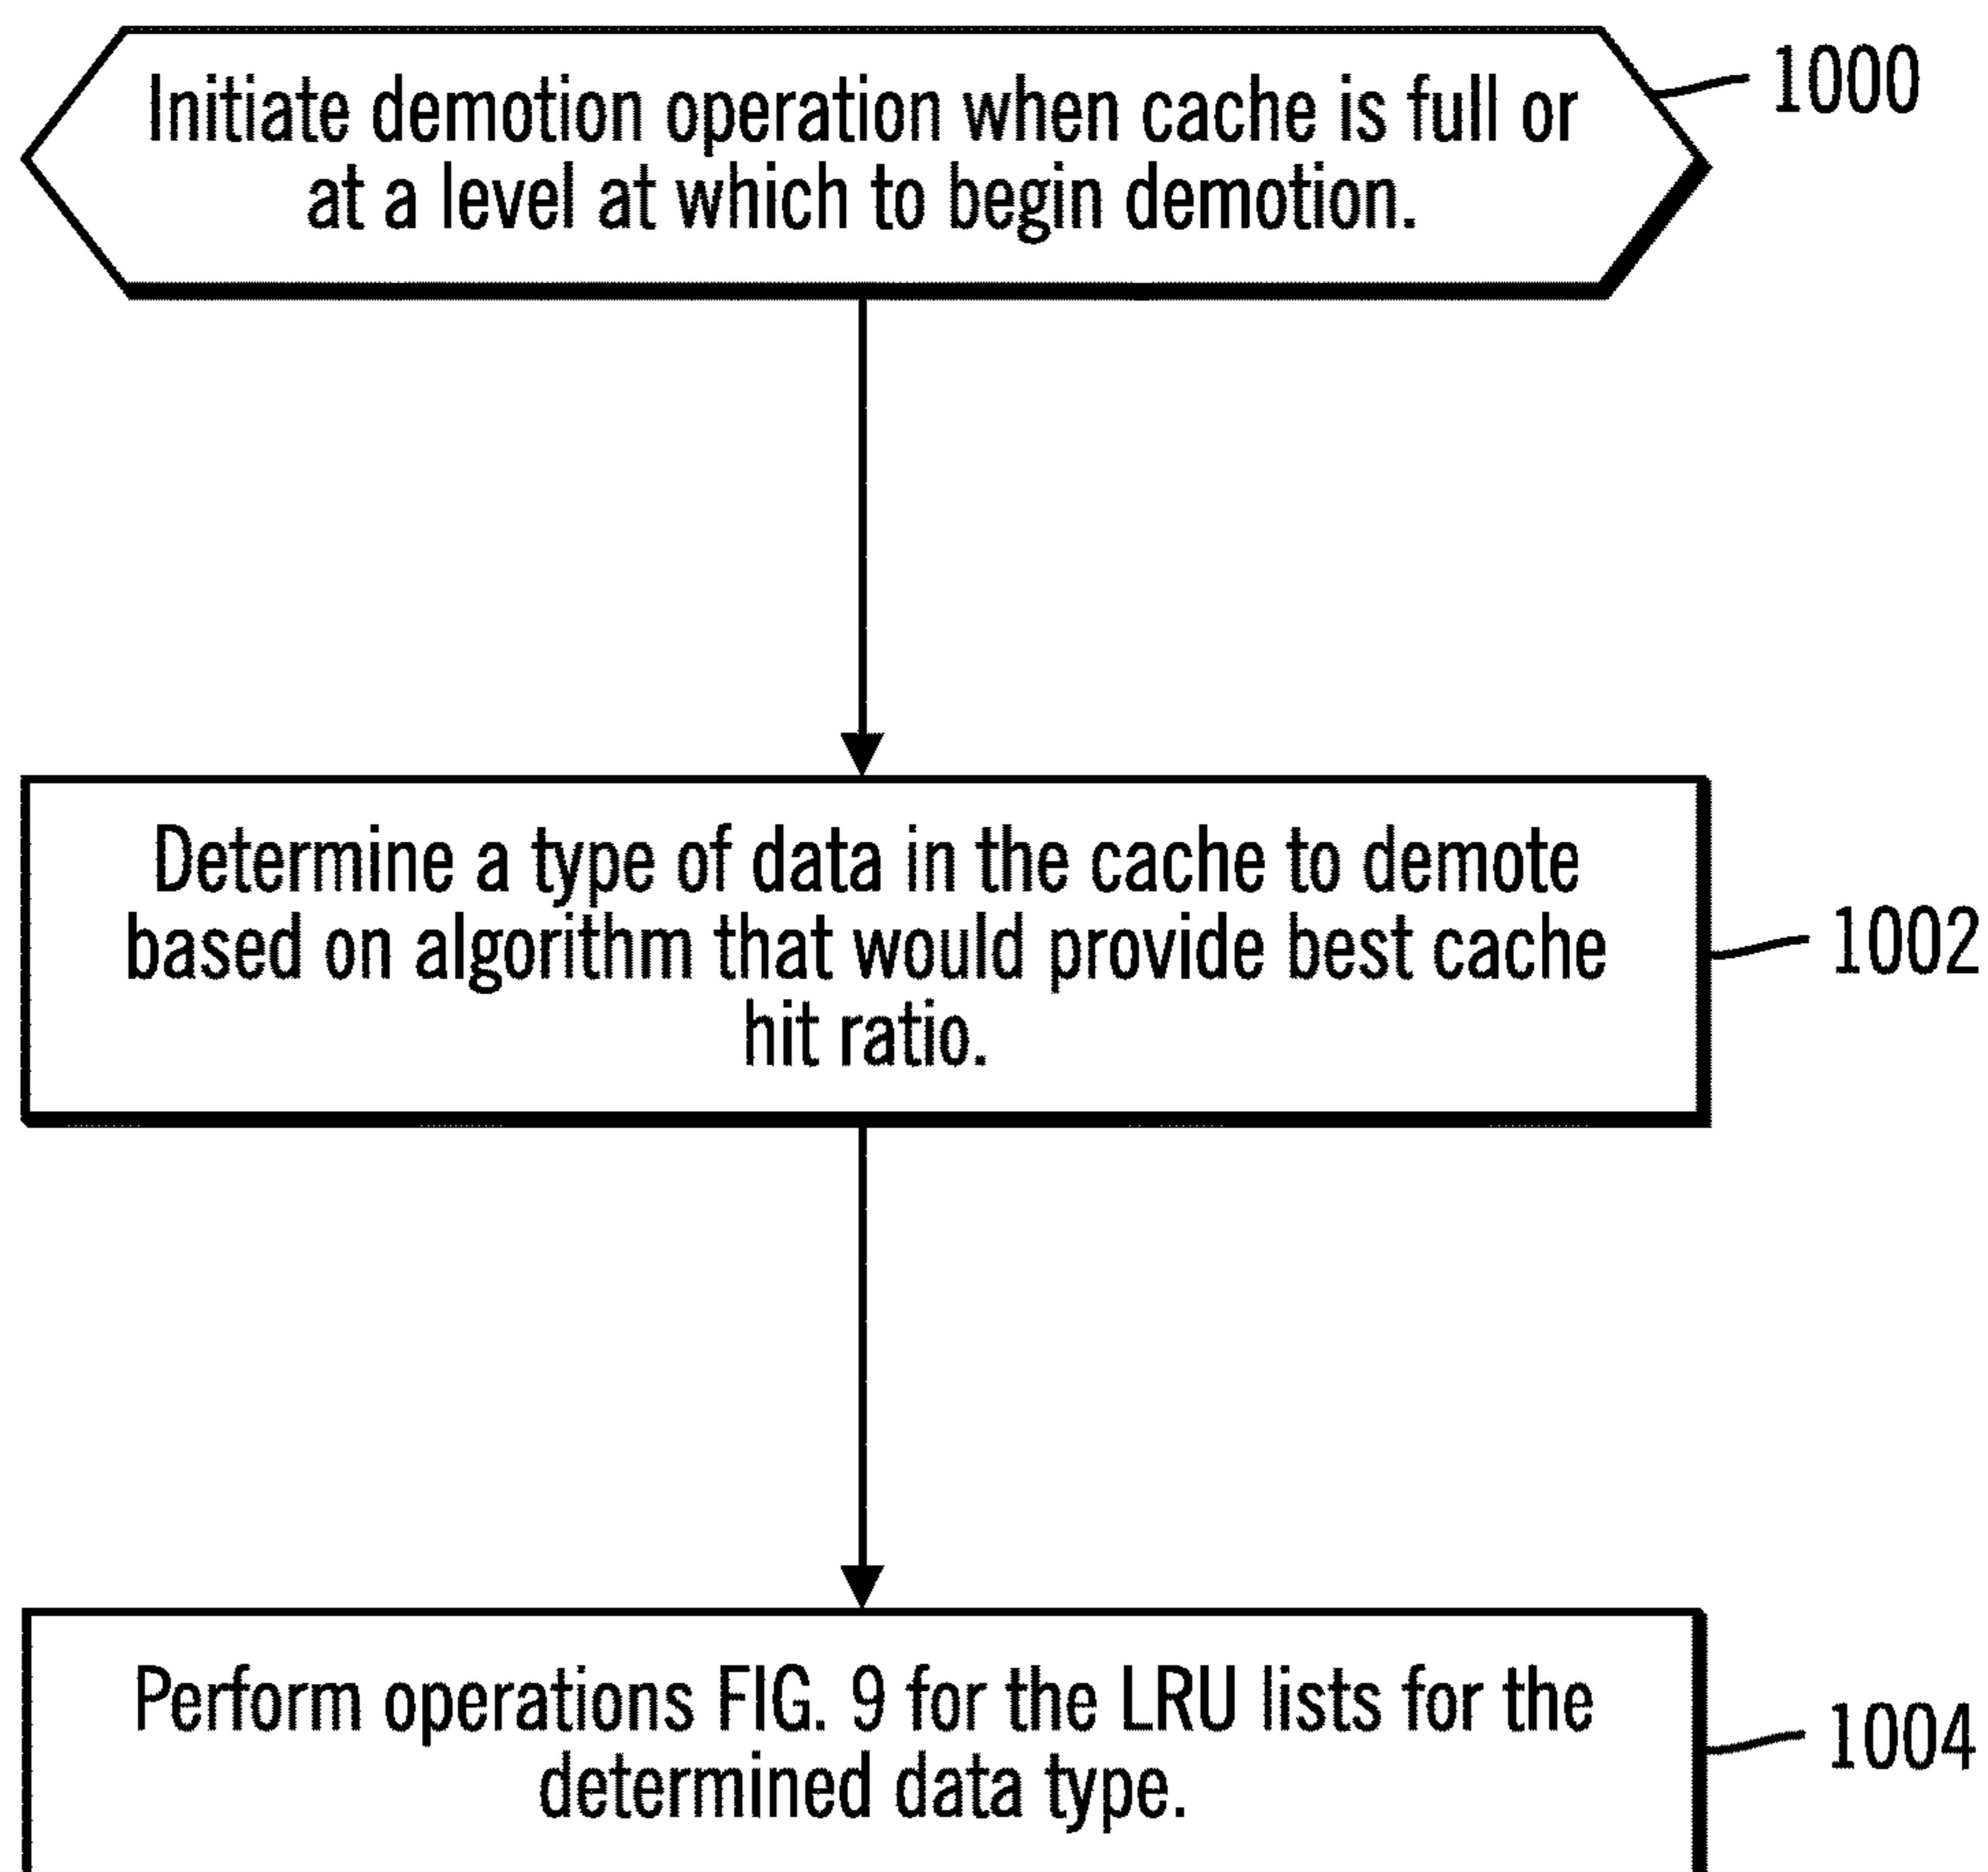 Initiate demotion operation when cache is full or
at a level at which to begin demotion.
1000
Determine a type of data in the cache to demote
based on algorithm that would provide best cache
hit ratio.
1002
Perform operations FIG. 9 for the LRU lists for the
determined data type.
1004